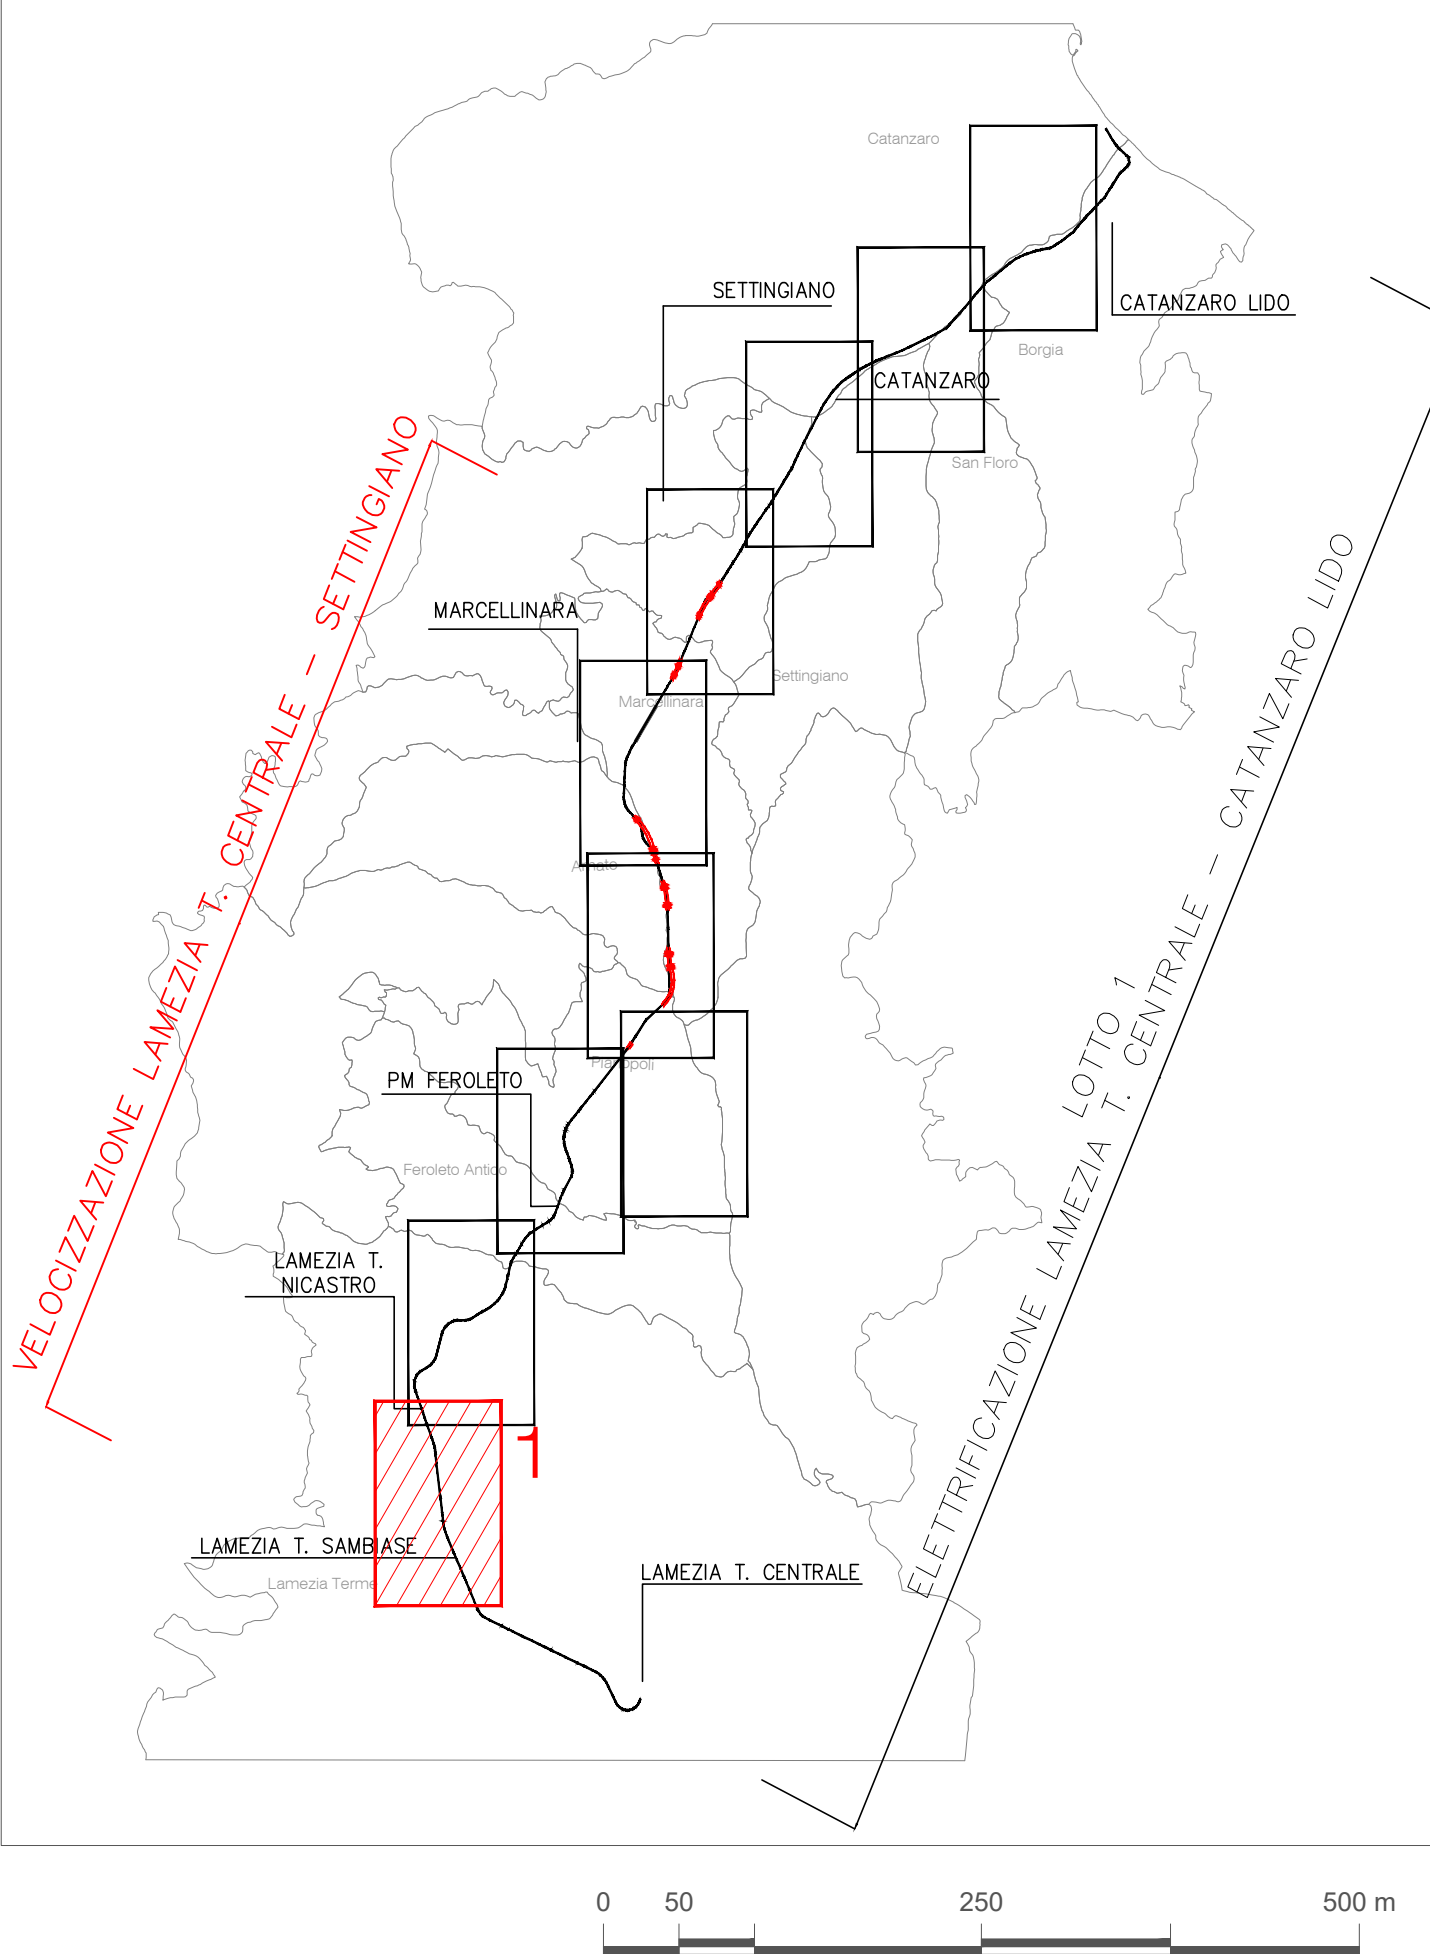 Catanzaro
SETTINGIANO
CATANZARO LIDO
Borgia
CATANZARO
San Floro
VELOCIZZAZIONE LAMEZIA T. CENTRALE - SETTINGIANO
MARCELLINARA
Settingiano
Marcellinara
Amato
LOTTO 1
ELETTRIFICAZIONE LAMEZIA T. CENTRALE - CATANZARO LIDO
Pianopoli
PM FEROLETO
Feroleto Antico
LAMEZIA T.
NICASTRO
1
LAMEZIA T. SAMBIASE
Lamezia Terme
LAMEZIA T. CENTRALE
0 50 250 500 m